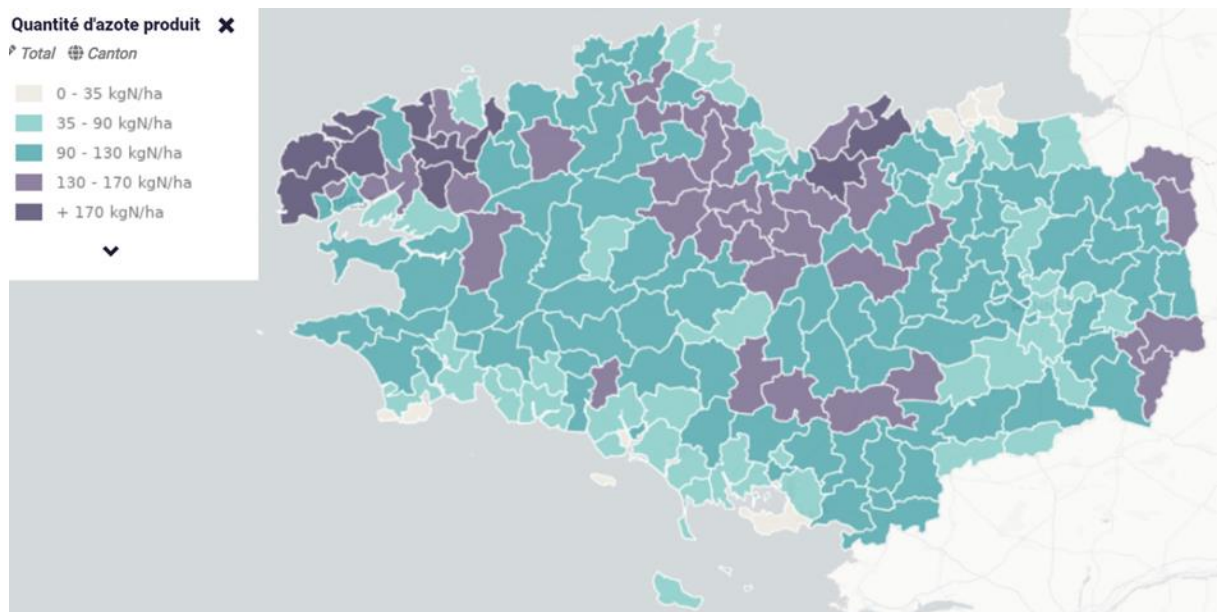 Quantité d'azote produit
Total Canton
0 - 35 kgN/ha
35 - 90 kgN/ha
90 - 130 kgN/ha
130 - 170 kgN/ha
+ 170 kgN/ha